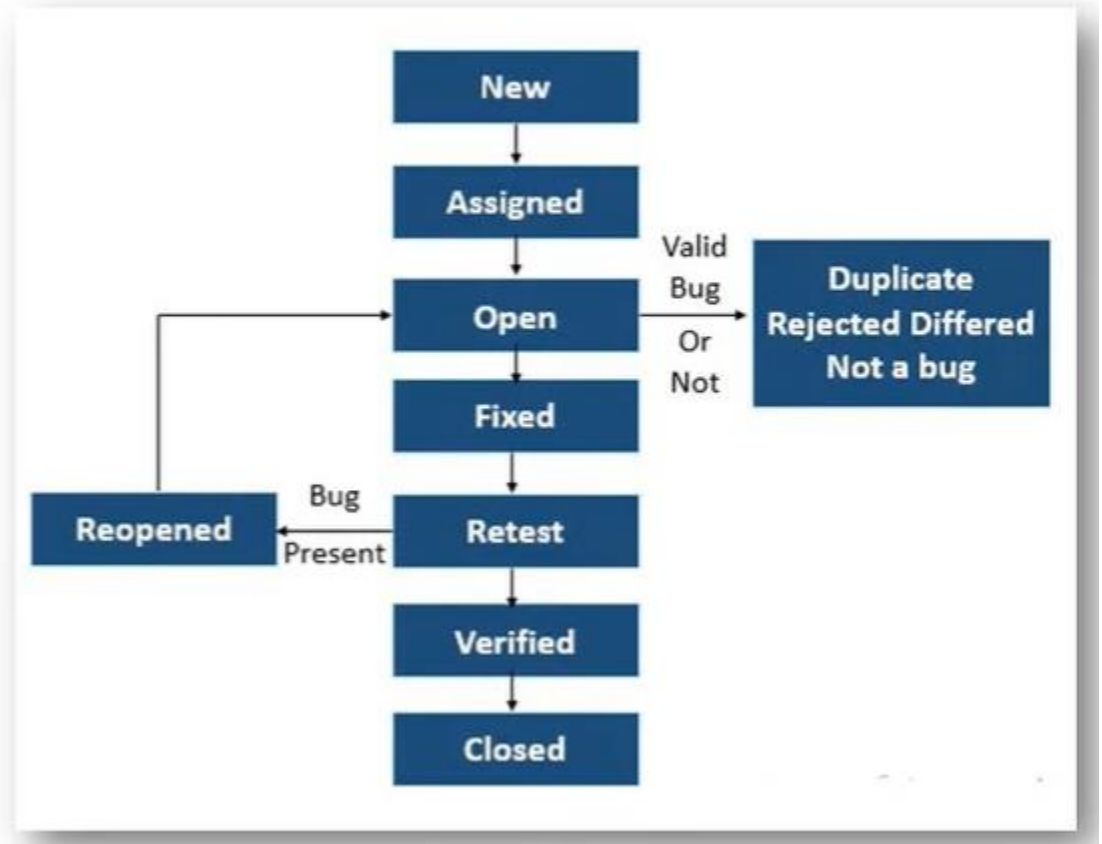 New
Assigned
Valid
Bug
Or
Not
Duplicate
Rejected Differed
Not a bug
Open
Fixed
Bug
Present
Reopened
Retest
Verified
Closed